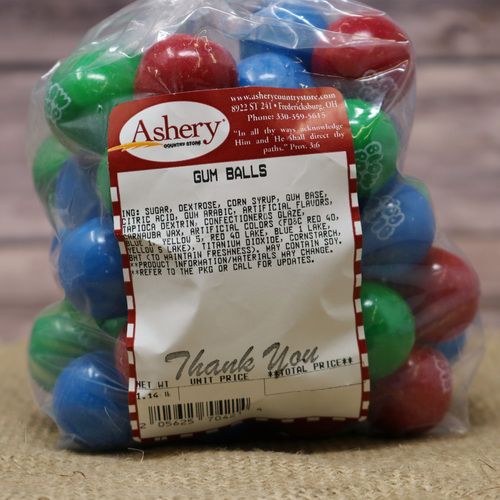 www.asherycountrystore.com
8922 ST 241 • Fredericksburg, OH
Phone: 330-359-5615
"In all thy ways acknowledge
Him and He shall direct thy
paths." Prov. 3:6
Ashery
COUNTRY STORE
GUM BALLS
ING: SUGAR, DEXTROSE, CORN SYRUP, GUM BASE,
CITRIC ACID, GUM ARABIC, ARTIFICIAL FLAVORS,
TAPIOCA DEXTRIN, CONFECTIONER;S GLAZE,
CARNAUBA WAX, ARTIFICIAL COLORS (FD&C RED 40,
BLUE 1, YELLOW 5, RED 40 LAKE, BLUE 1 LAKE,
YELLOW 5 LAKE), TITANIUM DIOXIDE, CORNSTARCH,
BHT (TO MAINTAIN FRESHNESS). MAY CONTAIN SOY.
**PRODUCT INFORMATION/MATERIALS MAY CHANGE.
**REFER TO THE PKG OR CALL FOR UPDATES.
Thank You
NET WT UNIT PRICE **TOTAL PRICE**
1.14 lb